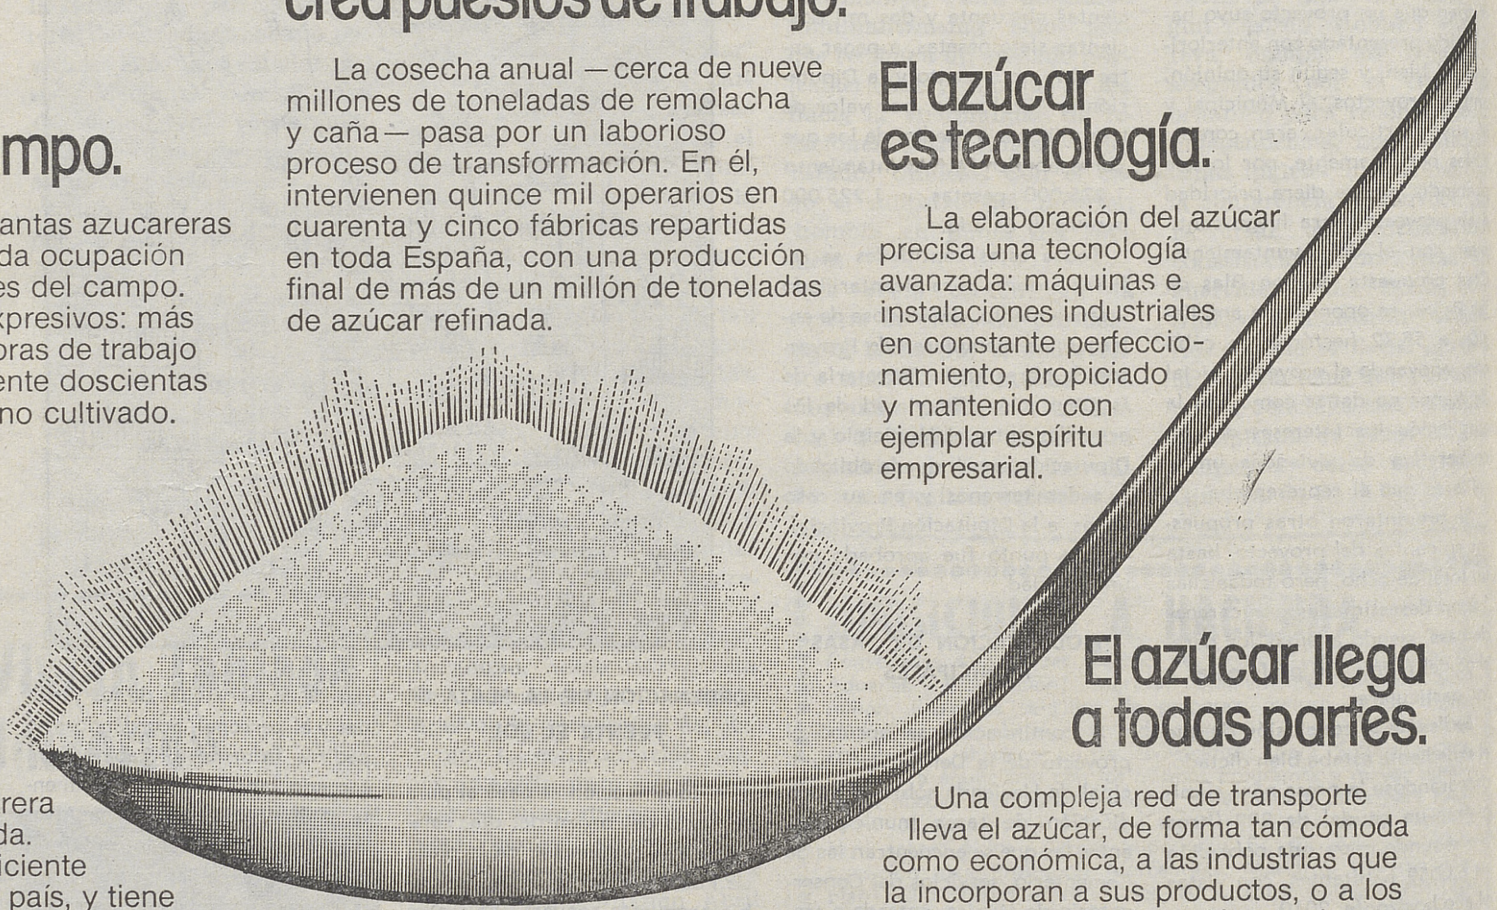 crea puestos de trabajo.
La cosecha anual — cerca de nueve
millones de toneladas de remolacha
y caña — pasa por un laborioso
proceso de transformación. En él,
intervienen quince mil operarios en
cuarenta y cinco fábricas repartidas
en toda España, con una producción
final de más de un millón de toneladas
de azúcar refinada.
mpo.
antas azucareras
da ocupación
es del campo.
xpresivos: más
oras de trabajo
ente doscientas
no cultivado.
El azúcar
es tecnología.
La elaboración del azúcar
precisa una tecnología
avanzada: máquinas e
instalaciones industriales
en constante perfeccio-
namiento, propiciado
y mantenido con
ejemplar espíritu
empresarial.
rera
da.
iciente
país, y tiene
El azúcar llega
a todas partes.
Una compleja red de transporte
lleva el azúcar, de forma tan cómoda
como económica, a las industrias que
la incorporan a sus productos, o a los